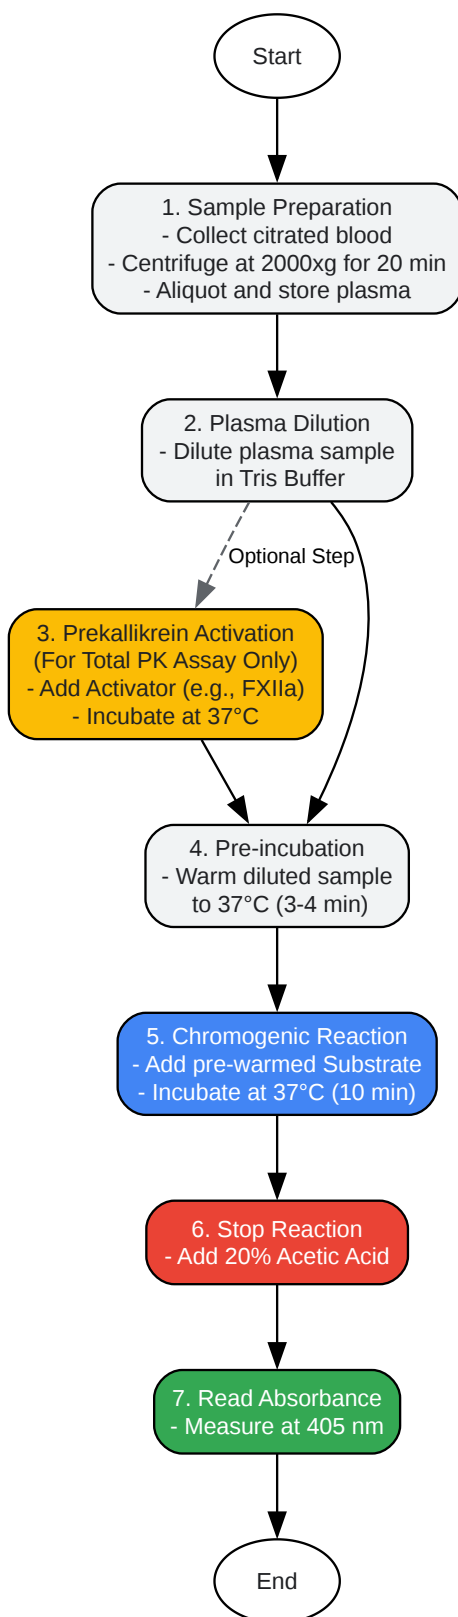 Start
1. Sample Preparation
- Collect citrated blood
- Centrifuge at 2000xg for 20 min
- Aliquot and store plasma
2. Plasma Dilution
- Dilute plasma sample
in Tris Buffer
Optional Step
3. Prekallikrein Activation
(For Total PK Assay Only)
- Add Activator (e.g., FXIIa)
- Incubate at 37°C
4. Pre-incubation
- Warm diluted sample
to 37°C (3-4 min)
5. Chromogenic Reaction
- Add pre-warmed Substrate
- Incubate at 37°C (10 min)
6. Stop Reaction
- Add 20% Acetic Acid
7. Read Absorbance
- Measure at 405 nm
End